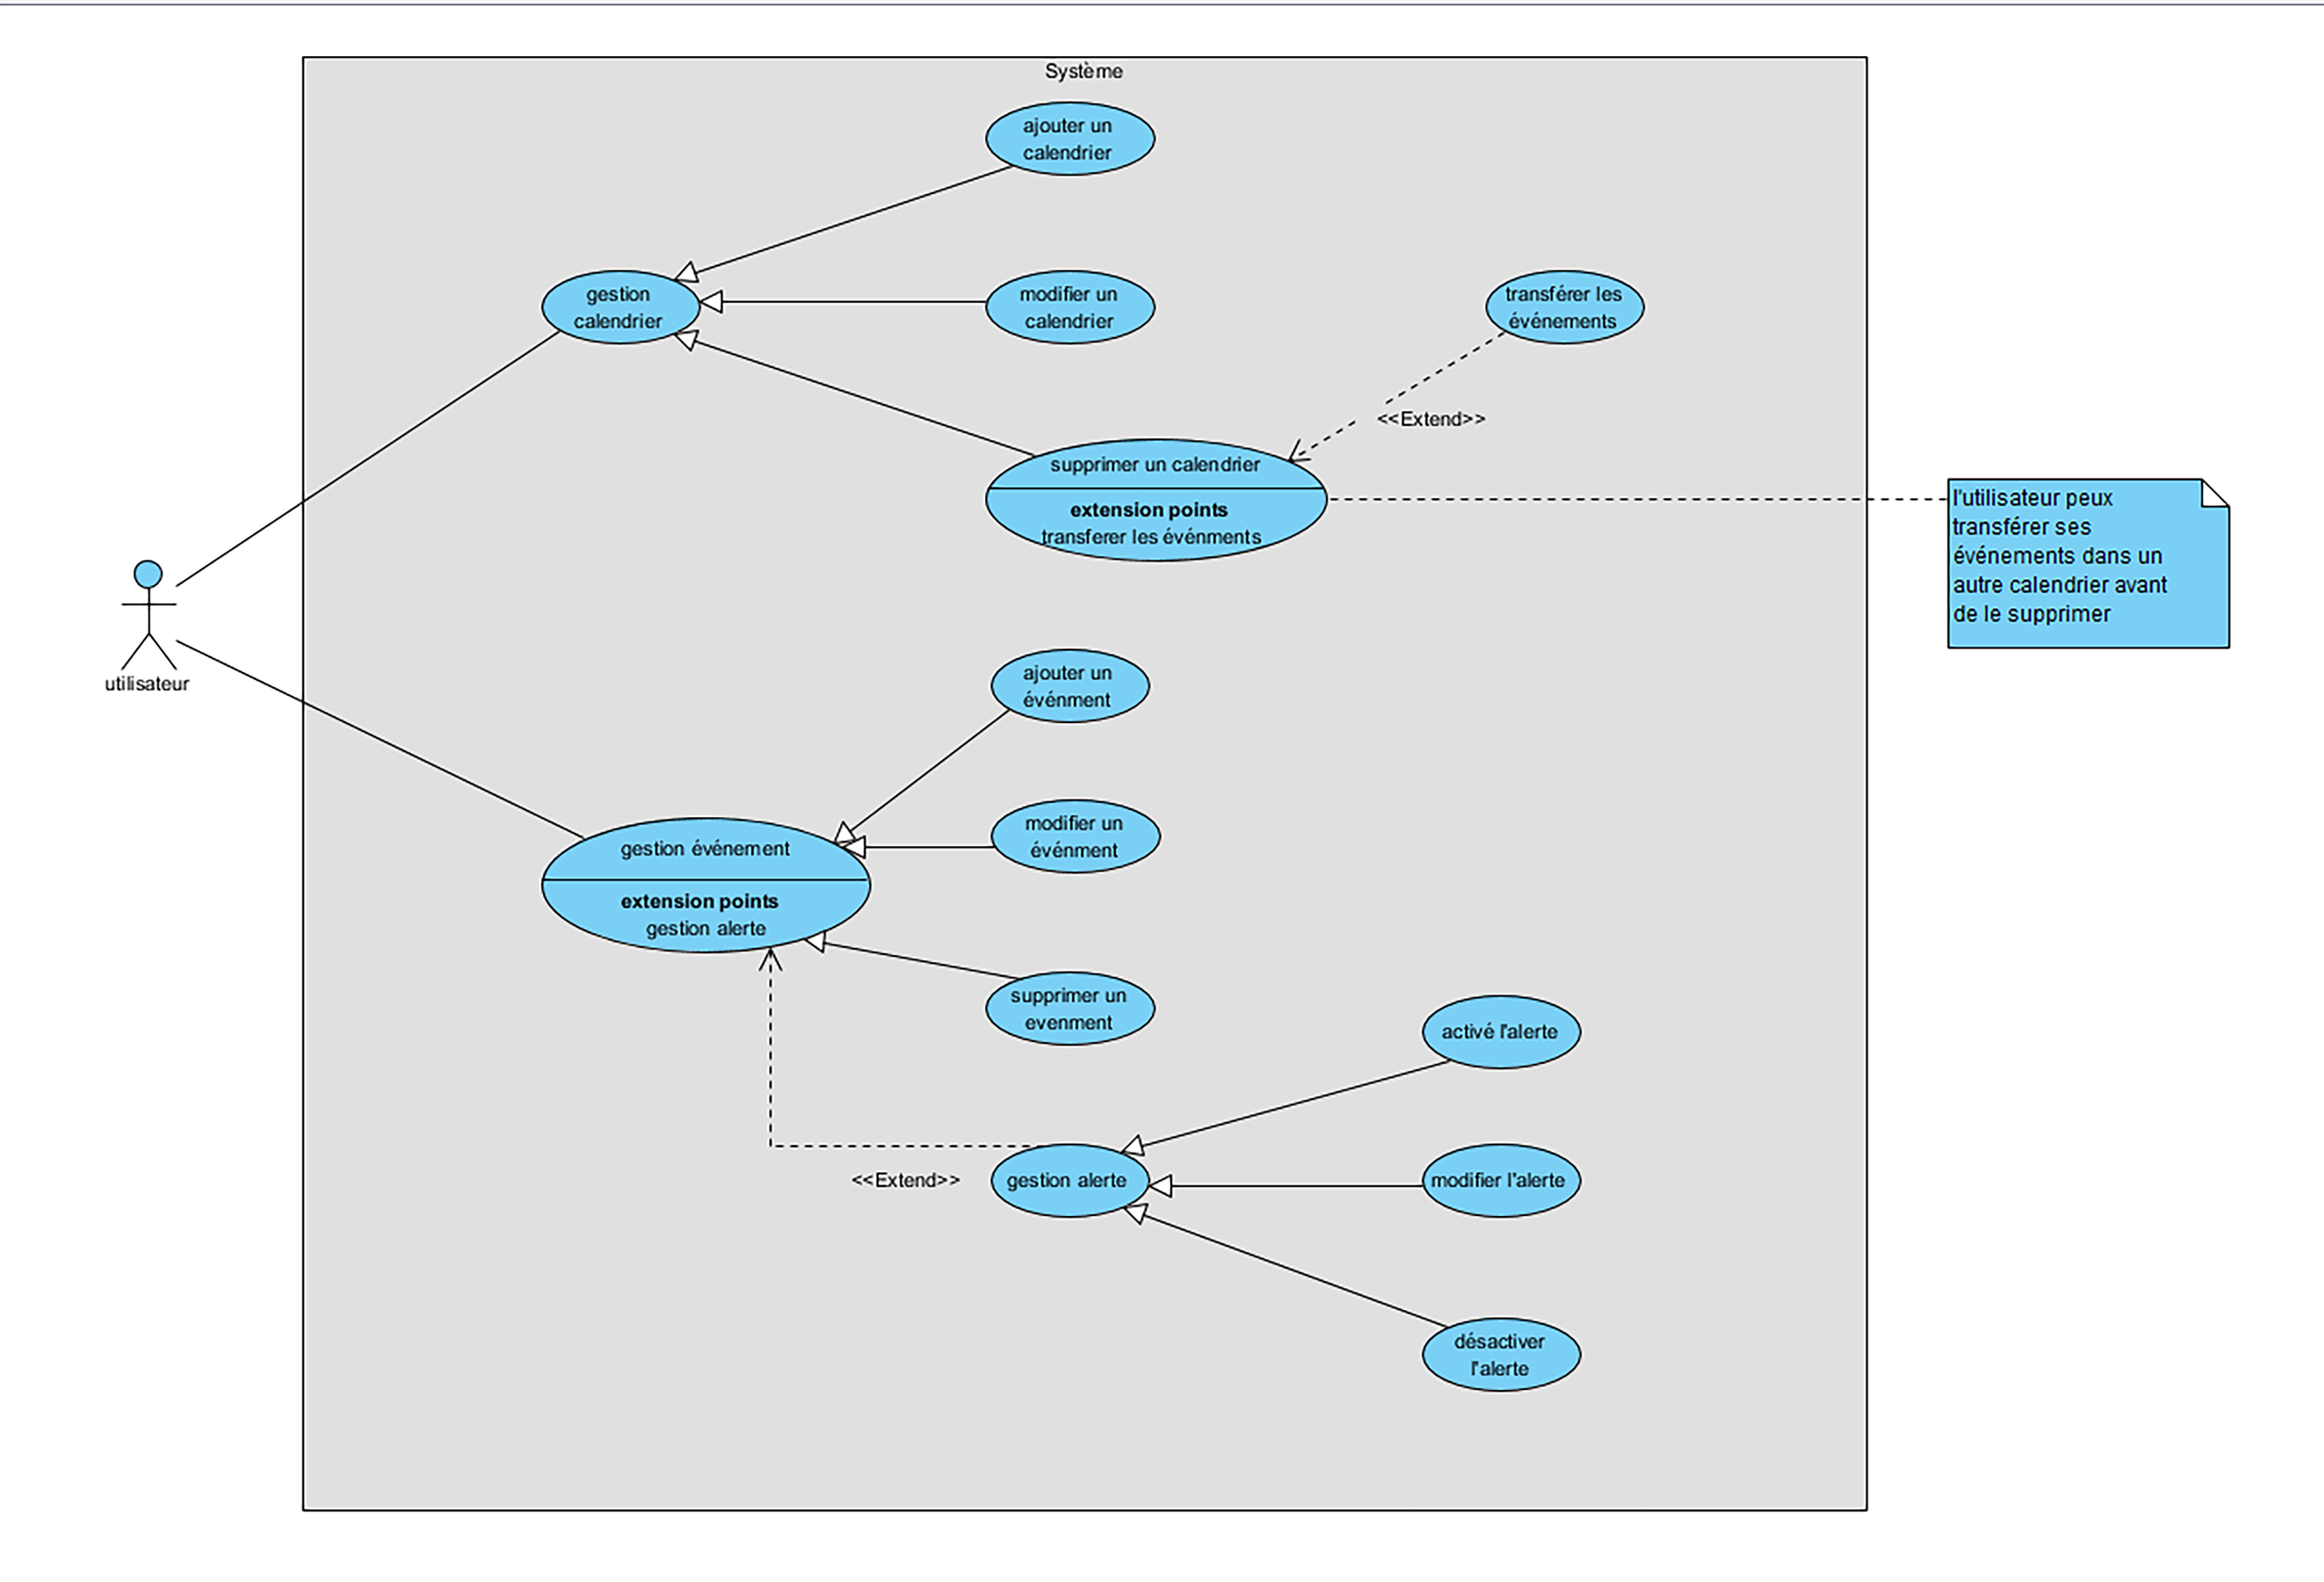 Système
ajouter un
calendrier
gestion
calendrier
modifier un
calendrier
transférer les
événements
<<Extend>>
supprimer un calendrier
extension points
transferer les événments
l'utilisateur peux
transférer ses
événements dans un
autre calendrier avant
de le supprimer
utilisateur
ajouter un
événment
modifier un
événment
gestion événement
extension points
gestion alerte
supprimer un
evenment
activé l'alerte
<<Extend>>
gestion alerte
modifier l'alerte
désactiver
l'alerte